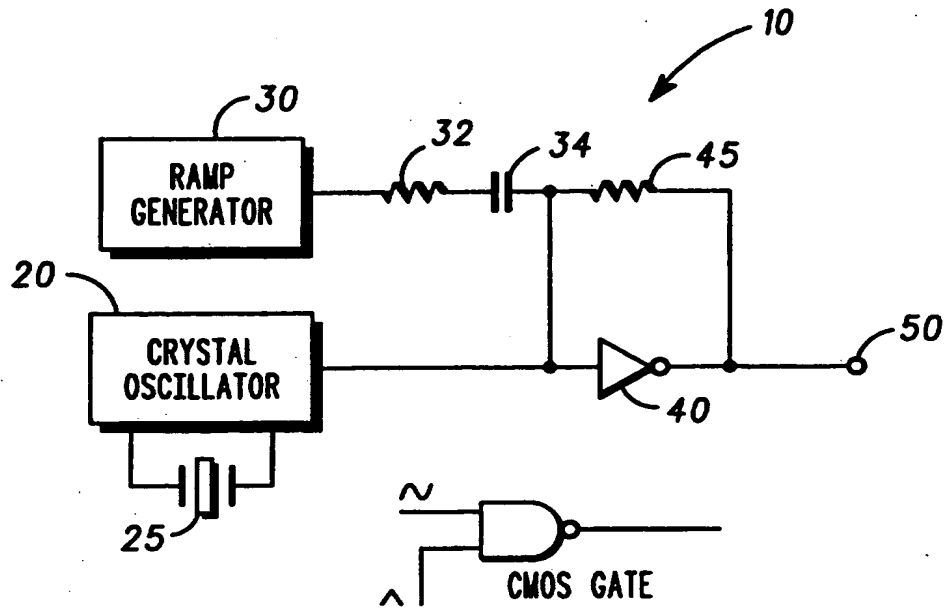 10
30
32
34
45
RAMP
GENERATOR
20
50
CRYSTAL
OSCILLATOR
40
25
CMOS GATE